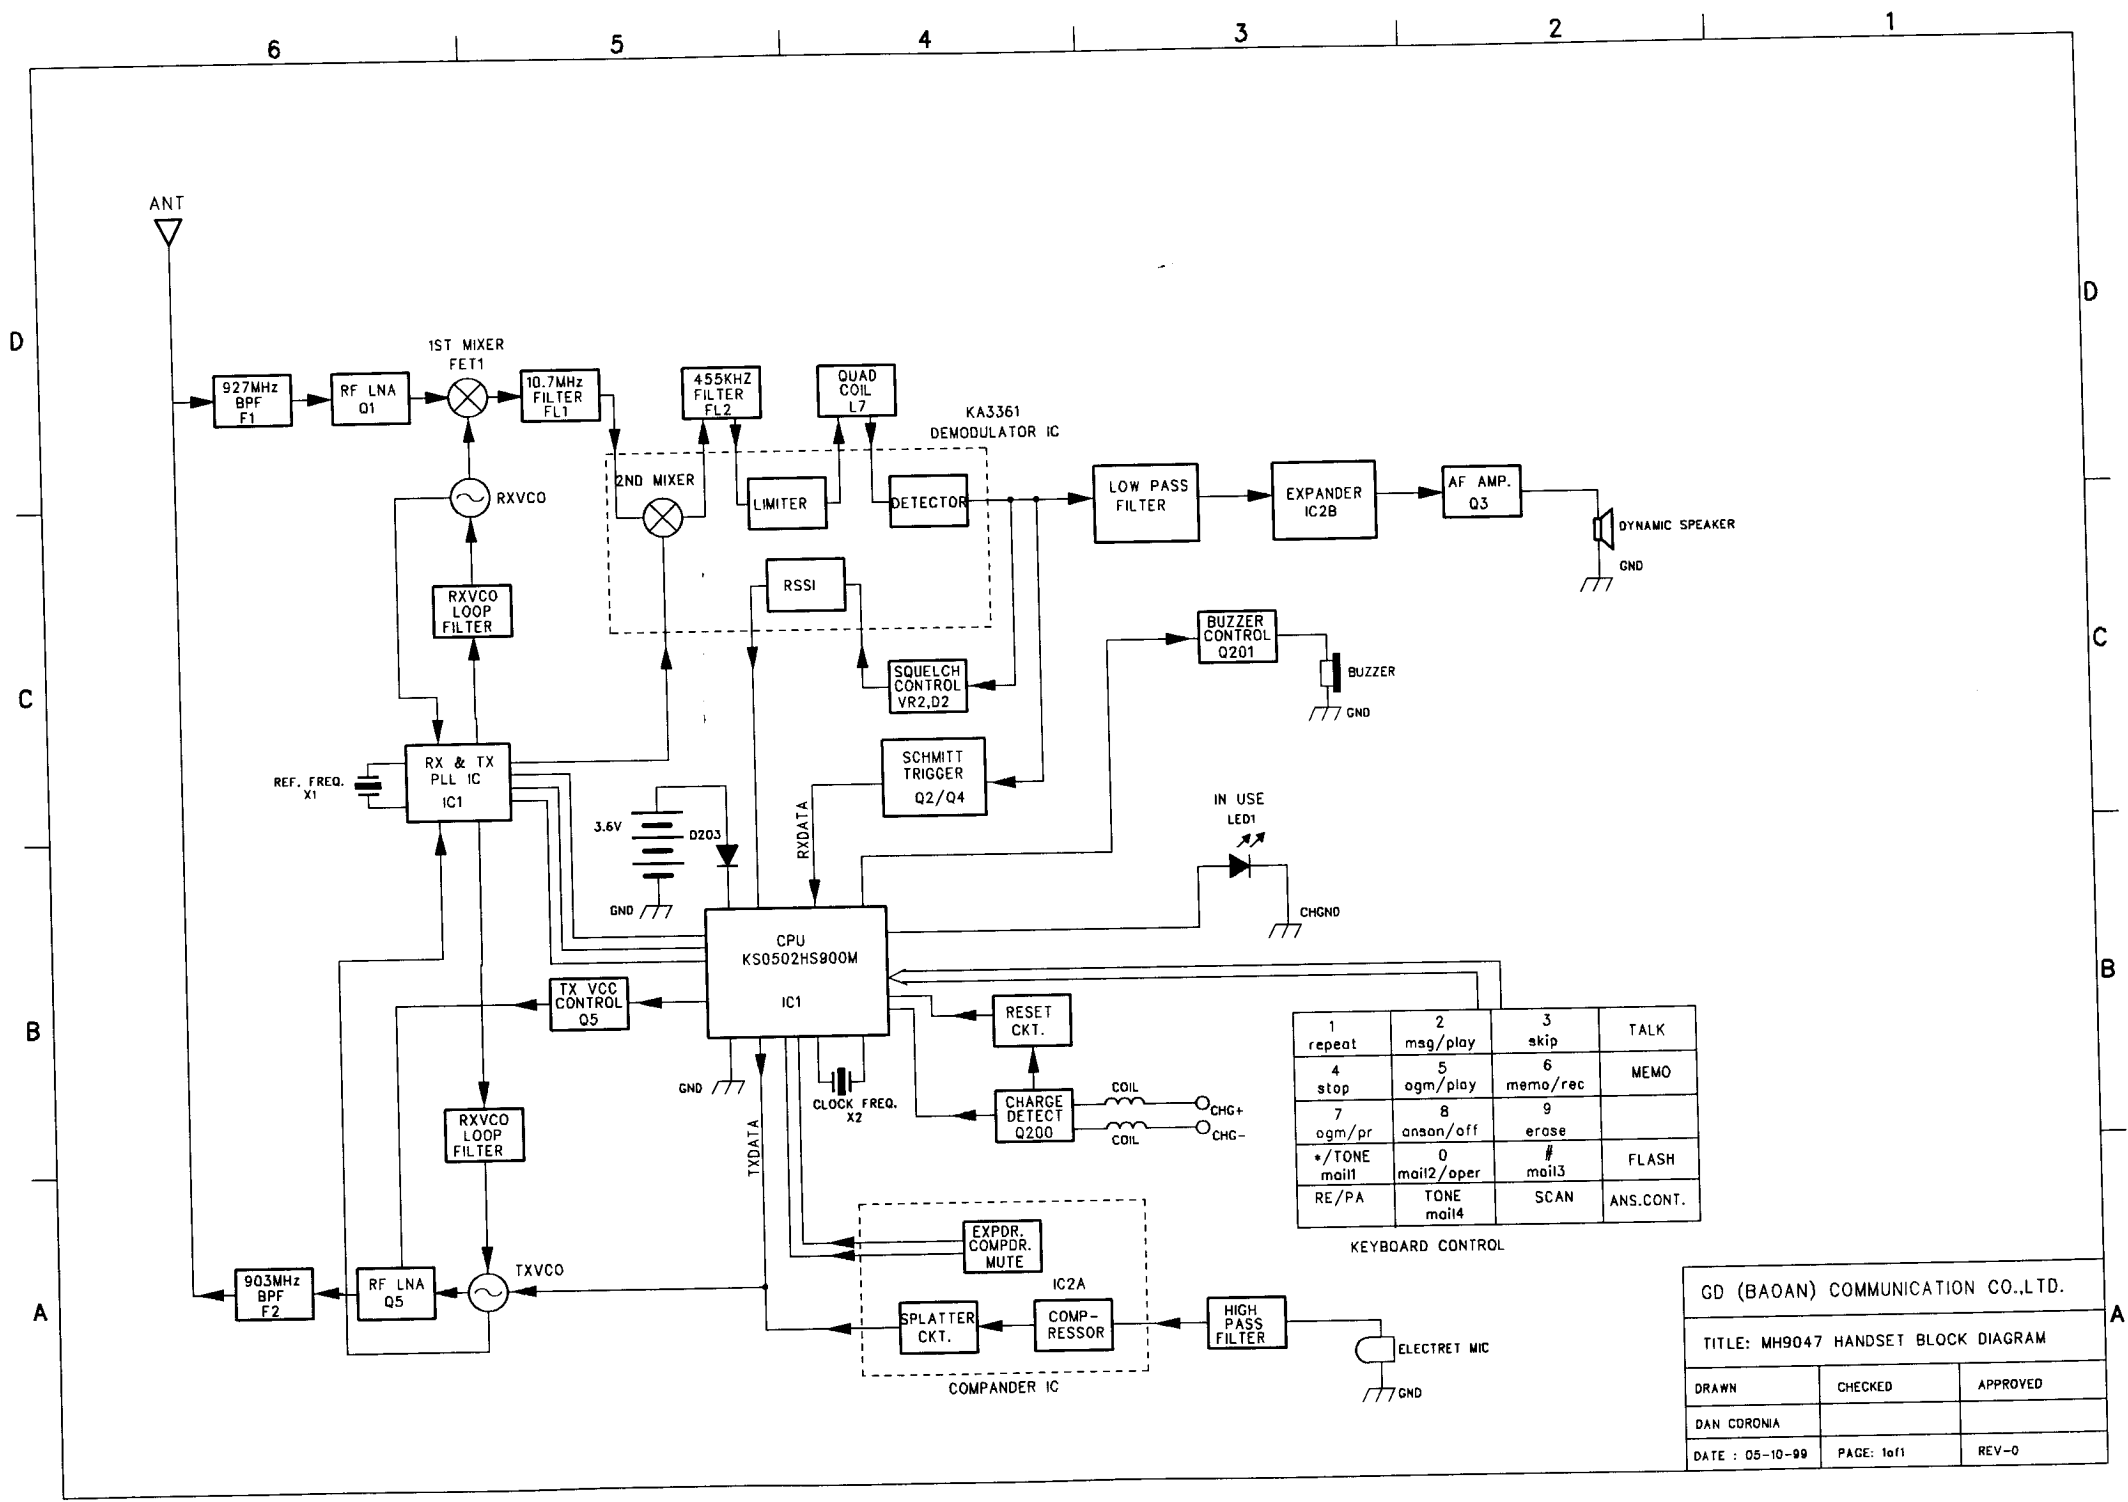 6
5
4
3
2
1
D
C
B
A
D
C
B
A
ANT
1ST MIXER
FET1
927MHz
BPF
F1
RF LNA
Q1
10.7MHz
FILTER
FL1
455KHZ
FILTER
FL2
QUAD
COIL
L7
KA3361
DEMODULATOR IC
2ND MIXER
LIMITER
DETECTOR
RSSI
LOW PASS
FILTER
EXPANDER
IC2B
AF AMP.
Q3
DYNAMIC SPEAKER
GND
RXVCO
RXVCO
LOOP
FILTER
SQUELCH
CONTROL
VR2,D2
BUZZER
CONTROL
Q201
BUZZER
GND
RX & TX
PLL IC
IC1
REF. FREQ.
X1
SCHMITT
TRIGGER
Q2/Q4
3.6V
D203
GND
RXDATA
IN USE
LED1
CHGND
CPU
KS0502HS900M
IC1
TX VCC
CONTROL
Q5
GND
CLOCK FREQ.
X2
TXDATA
RESET
CKT.
CHARGE
DETECT
Q200
COIL
CHG+
COIL
CHG-
1 2 3 TALK
repeat msg/play skip
4 5 6 MEMO
stop ogm/play memo/rec
7 8 9
ogm/pr anson/off erase
*/TONE 0 # FLASH
mail1 mail2/oper mail3
RE/PA TONE SCAN ANS.CONT.
mail4
KEYBOARD CONTROL
RXVCO
LOOP
FILTER
TXVCO
903MHz
BPF
F2
RF LNA
Q5
EXPDR.
COMPDR.
MUTE
IC2A
SPLATTER
CKT.
COMP-
RESSOR
COMPANDER IC
HIGH
PASS
FILTER
ELECTRET MIC
GND
GD (BAOAN) COMMUNICATION CO.,LTD.
TITLE: MH9047 HANDSET BLOCK DIAGRAM
DRAWN CHECKED APPROVED
DAN CORONIA
DATE : 05-10-99 PAGE: 1of1 REV-0